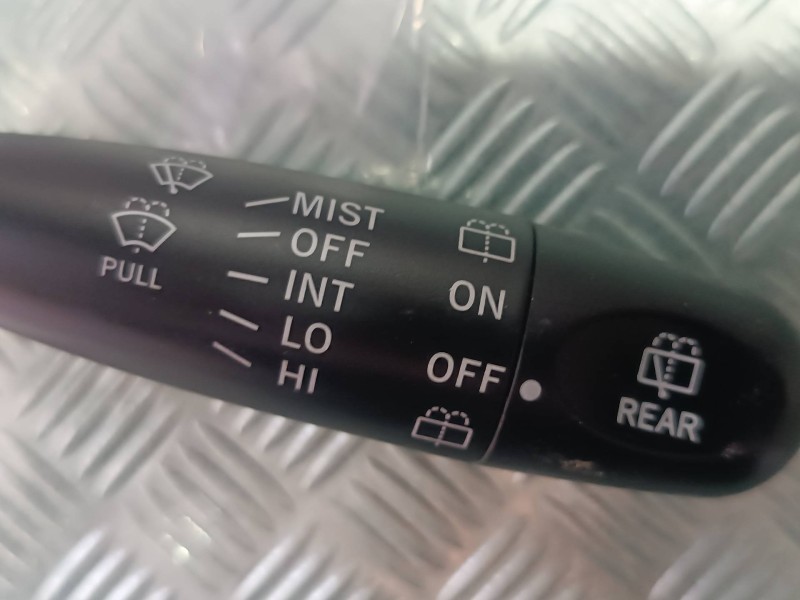 PULL
MIST
OFF
INT
LO
HI
ON
OFF
REAR